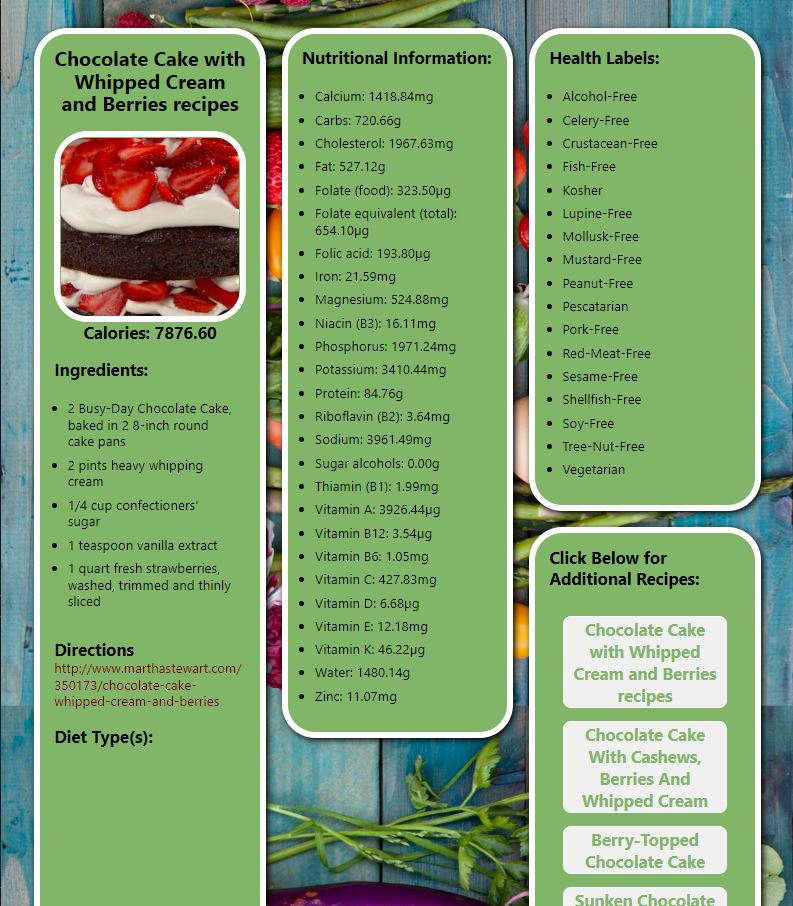 Chocolate Cake with
Whipped Cream
and Berries recipes
Calories: 7876.60
Ingredients:
2 Busy-Day Chocolate Cake,
baked in 2 8-inch round
cake pans
2 pints heavy whipping
cream
1/4 cup confectioners'
sugar
1 teaspoon vanilla extract
1 quart fresh strawberries,
washed, trimmed and thinly
sliced
Directions
http://www.marthastewart.com/
350173/chocolate-cake-
whipped-cream-and-berries
Diet Type(s):
Nutritional Information:
Calcium: 1418.84mg
Carbs: 720.66g
Cholesterol: 1967.63mg
Fat: 527.12g
Folate (food): 323.50µg
Folate equivalent (total):
654.10µg
Folic acid: 193.80µg
Iron: 21.59mg
Magnesium: 524.88mg
Niacin (B3): 16.11mg
Phosphorus: 1971.24mg
Potassium: 3410.44mg
Protein: 84.76g
Riboflavin (B2): 3.64mg
Sodium: 3961.49mg
Sugar alcohols: 0.00g
Thiamin (B1): 1.99mg
Vitamin A: 3926.44µg
Vitamin B12: 3.54µg
Vitamin B6: 1.05mg
Vitamin C: 427.83mg
Vitamin D: 6.68µg
Vitamin E: 12.18mg
Vitamin K: 46.22µg
Water: 1480.14g
Zinc: 11.07mg
Health Labels:
Alcohol-Free
Celery-Free
Crustacean-Free
Fish-Free
Kosher
Lupine-Free
Mollusk-Free
Mustard-Free
Peanut-Free
Pescatarian
Pork-Free
Red-Meat-Free
Sesame-Free
Shellfish-Free
Soy-Free
Tree-Nut-Free
Vegetarian
Click Below for
Additional Recipes:
Chocolate Cake
with Whipped
Cream and Berries
recipes
Chocolate Cake
With Cashews,
Berries And
Whipped Cream
Berry-Topped
Chocolate Cake
Sunken Chocolate